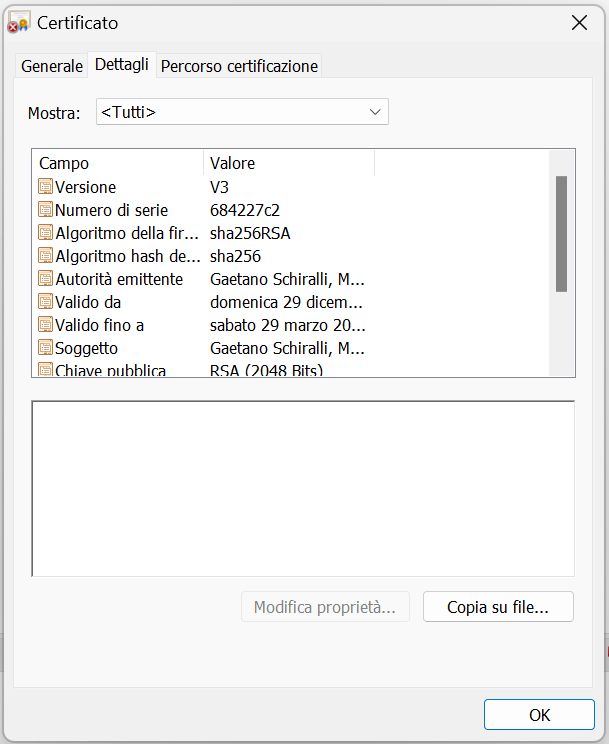 Certificato
Generale Dettagli Percorso certificazione
Mostra: <Tutti>
Campo Valore
Versione V3
Numero di serie 684227c2
Algoritmo della fir... sha256RSA
Algoritmo hash de... sha256
Autorità emittente Gaetano Schiralli, M...
Valido da domenica 29 dicem...
Valido fino a sabato 29 marzo 20...
Soggetto Gaetano Schiralli, M...
Chiave pubblica RSA (2048 Bits)
Modifica proprietà... Copia su file...
OK